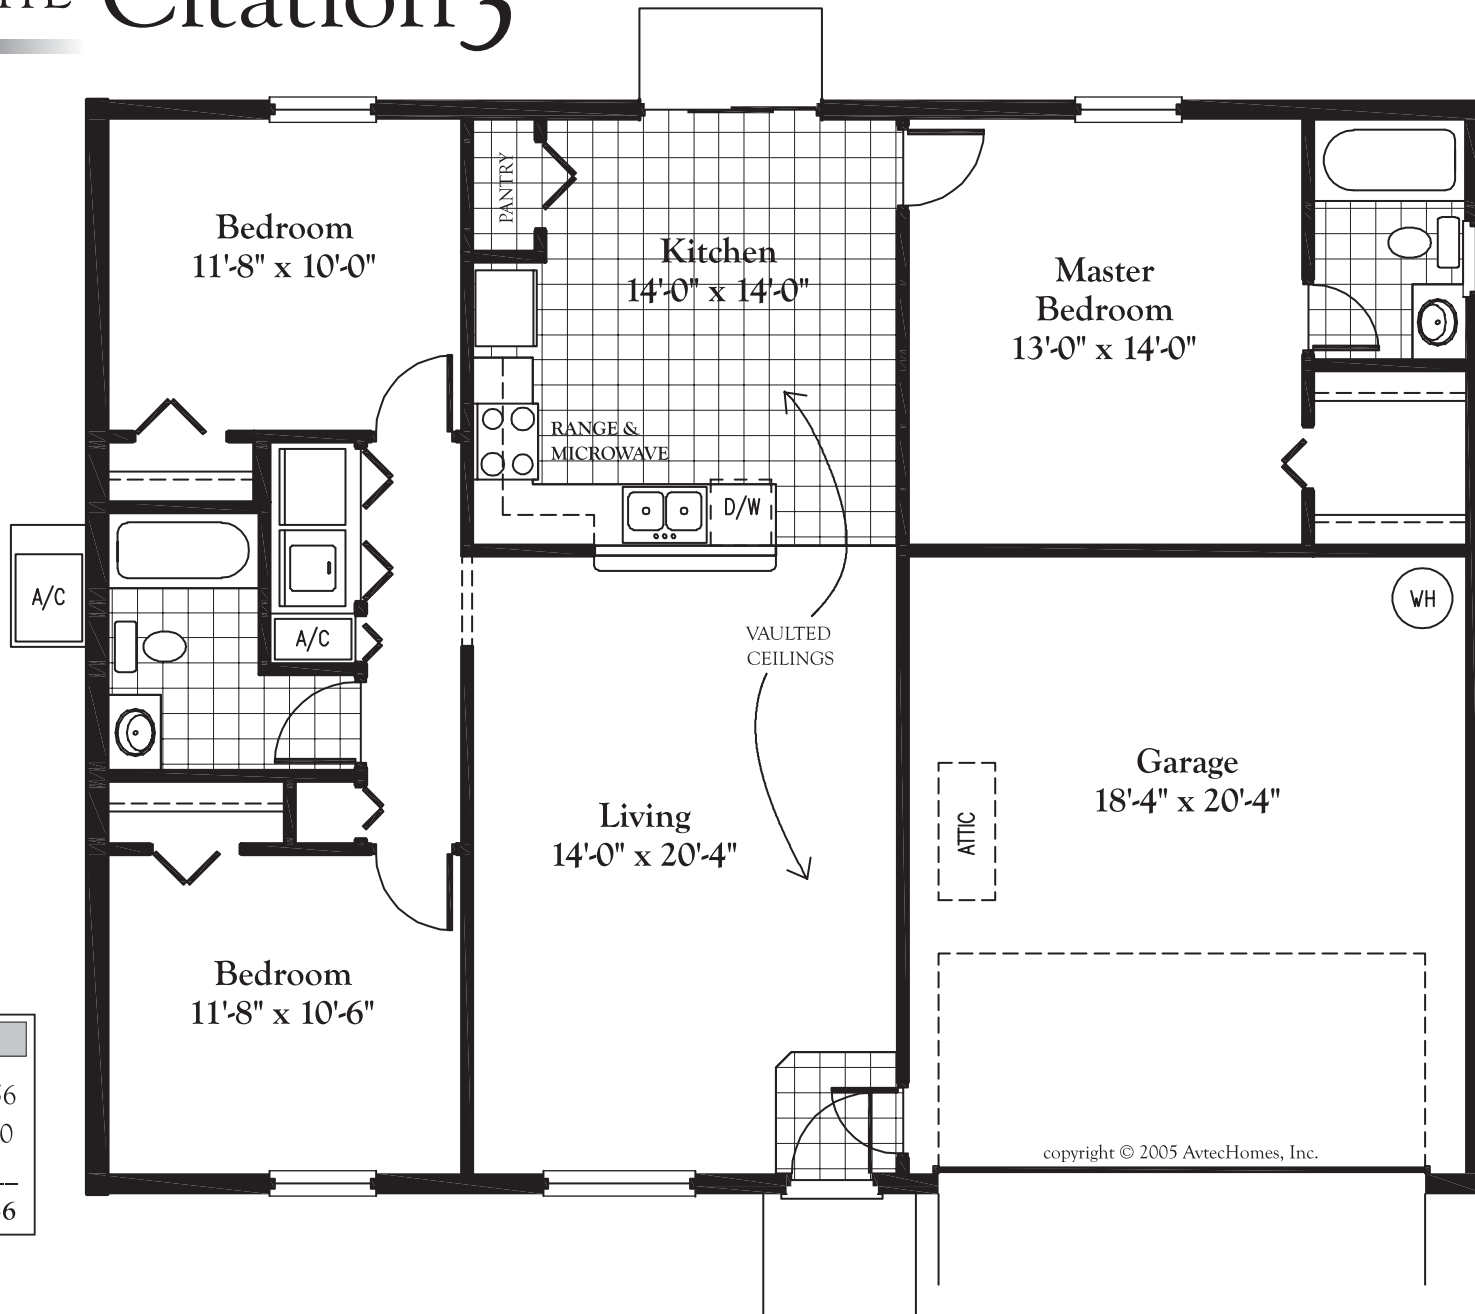 Citation 3
Bedroom
11'-8" x 10'-0"
PANTRY
Kitchen
14'-0" x 14'-0"
Master
Bedroom
13'-0" x 14'-0"
RANGE &
MICROWAVE
D/W
A/C
A/C
WH
VAULTED
CEILINGS
Living
14'-0" x 20'-4"
Garage
18'-4" x 20'-4"
ATTIC
Bedroom
11'-8" x 10'-6"
copyright © 2005 AvtecHomes, Inc.